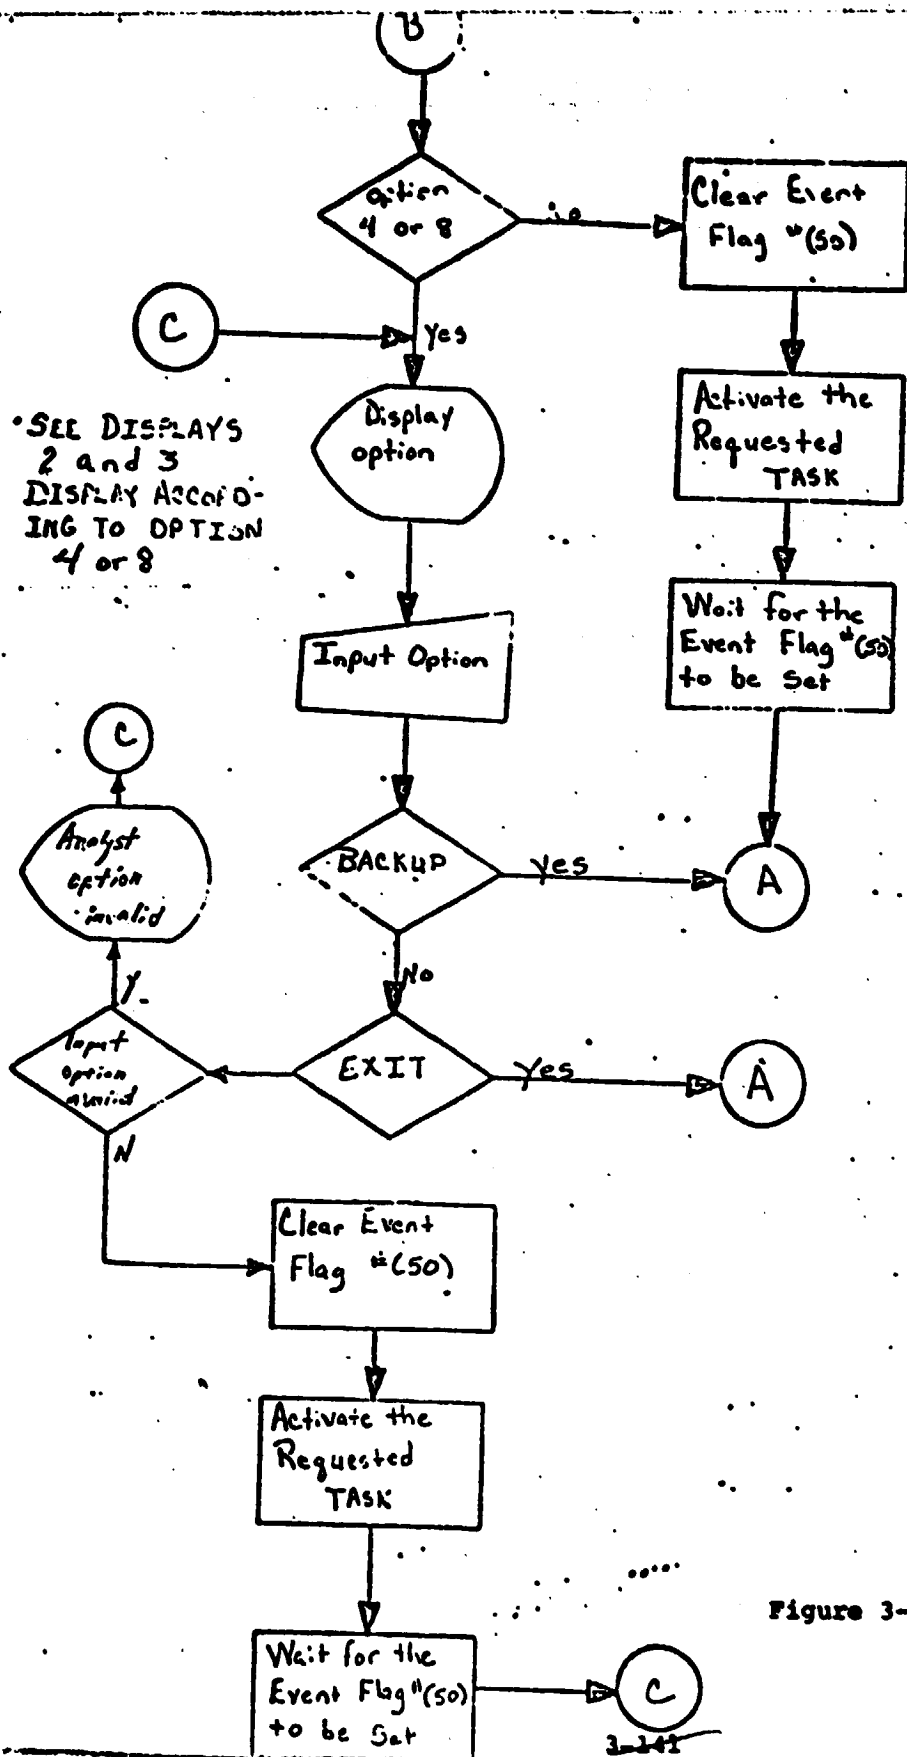 B
option
4 or 8
no
Clear Event
Flag #(50)
C
yes
Activate the
Requested
TASK
Display
option
*SEE DISPLAYS
2 and 3
DISPLAY ACCORD-
ING TO OPTION
4 or 8
Wait for the
Event Flag #(50)
to be Set
Input Option
C
Analyst
option
invalid
BACKUP
yes
A
No
Y
Input
option
EXIT
Yes
A
N
Clear Event
Flag #(50)
Activate the
Requested
TASK
Figure 3-
Wait for the
Event Flag #(50)
to be Set
C
3-141